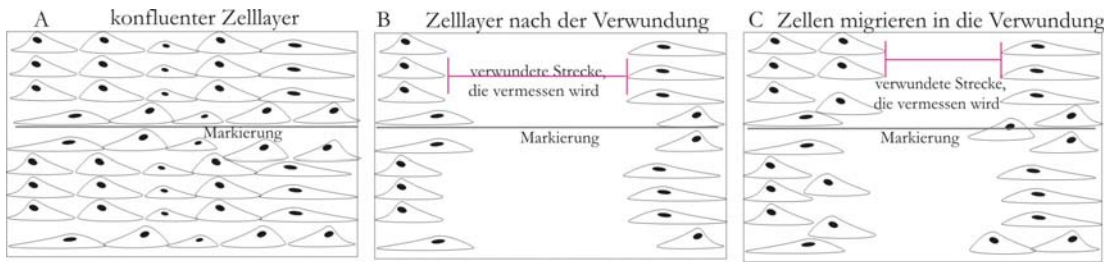 A konfluenter Zelllayer
Markierung
B Zelllayer nach der Verwundung
verwundete Strecke,
die vermessen wird
Markierung
C Zellen migrieren in die Verwundung
verwundete Strecke,
die vermessen wird
Markierung